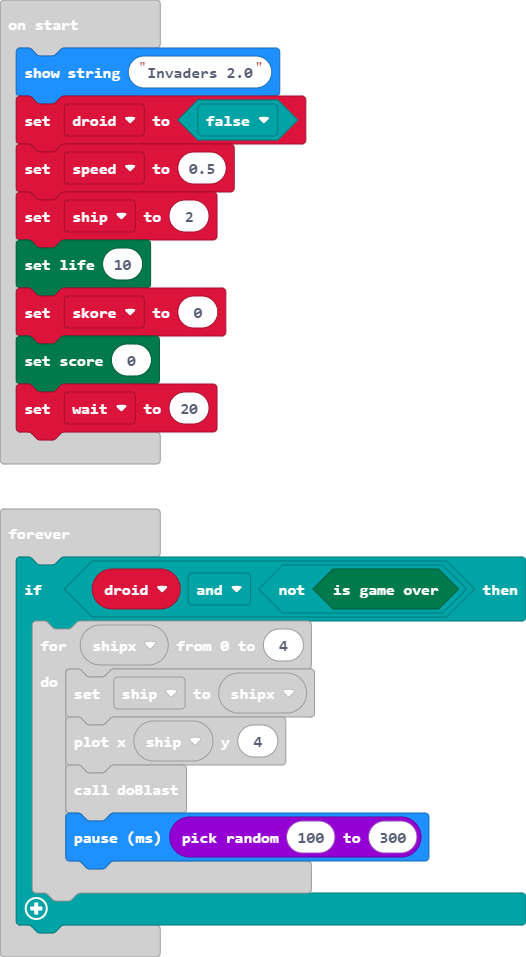 on start
show string "Invaders 2.0"
set droid to false
set speed to 0.5
set ship to 2
set life 10
set skore to 0
set score 0
set wait to 20
forever
if droid and not is game over then
for shipx from 0 to 4
do
set ship to shipx
plot x ship y 4
call doBlast
pause (ms) pick random 100 to 300